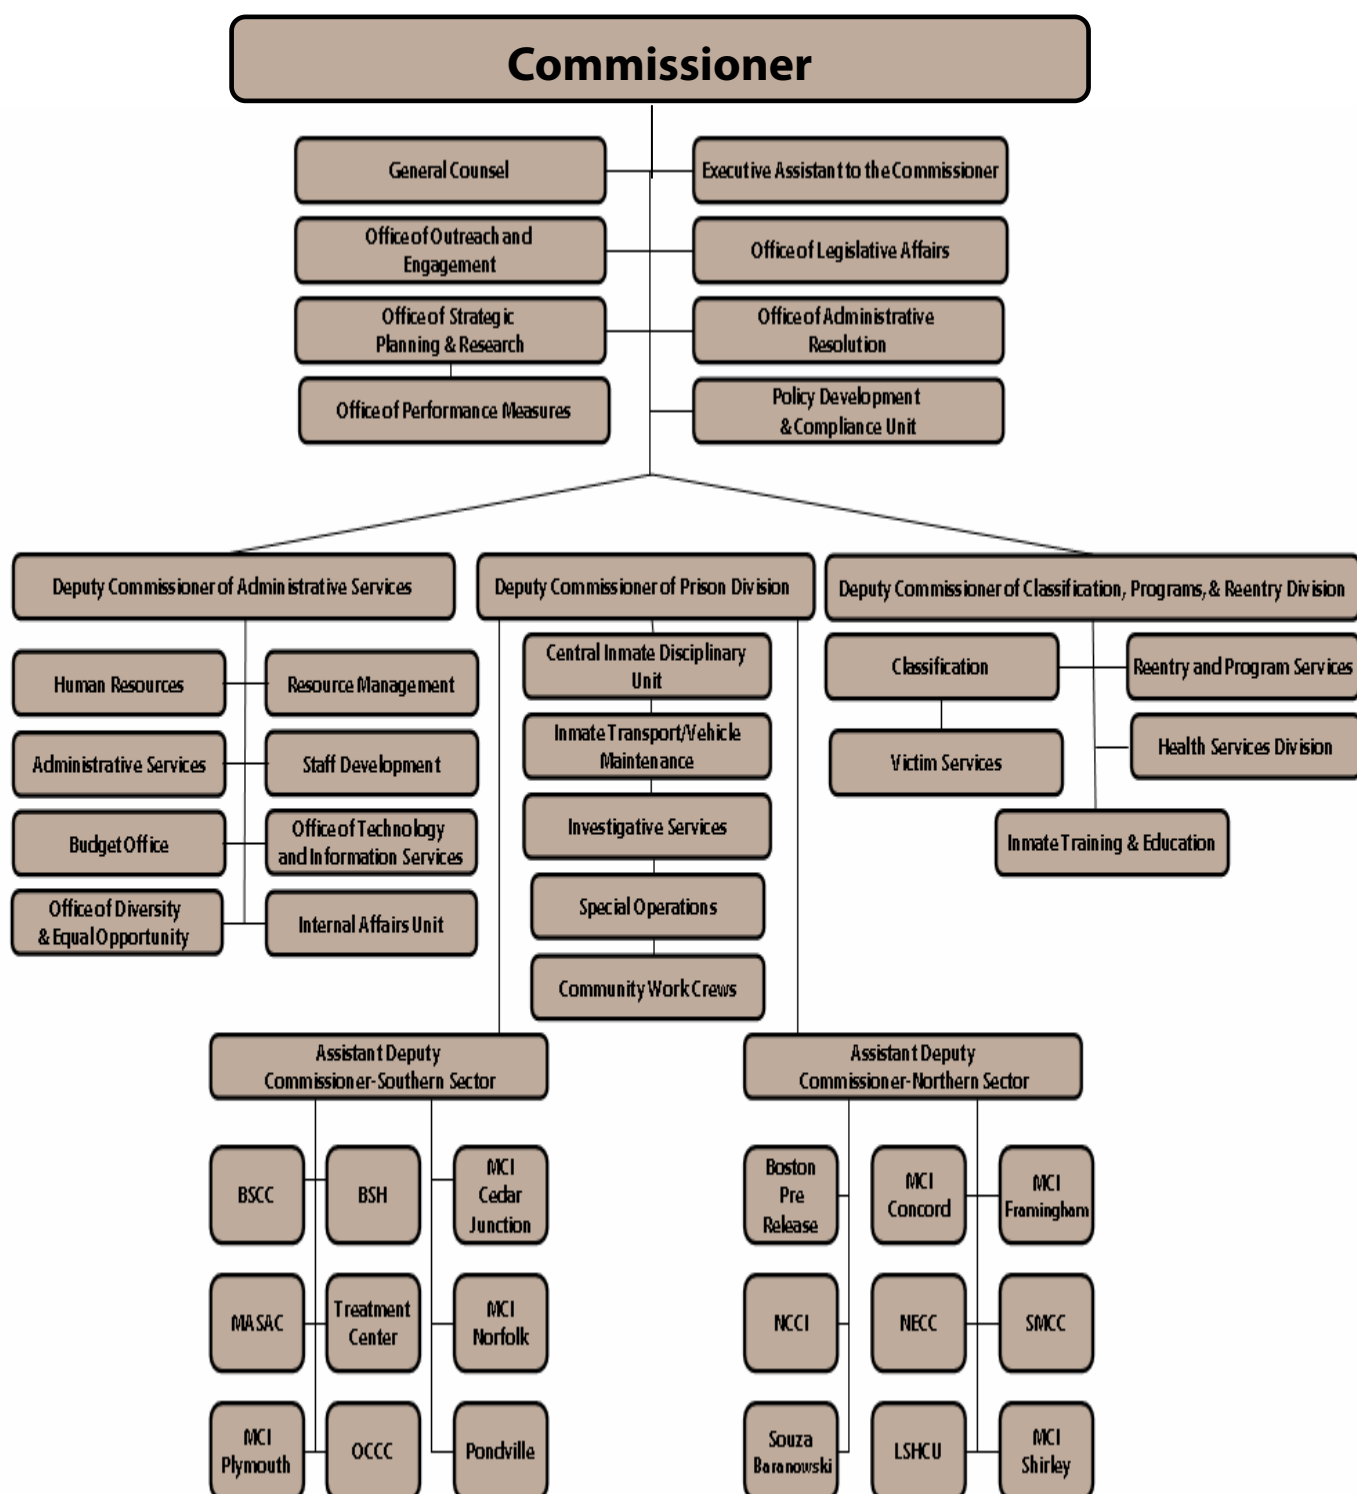 Commissioner
General Counsel
Executive Assistant to the Commissioner
Office of Outreach and
Engagement
Office of Legislative Affairs
Office of Strategic
Planning & Research
Office of Administrative
Resolution
Office of Performance Measures
Policy Development
& Compliance Unit
Deputy Commissioner of Administrative Services
Deputy Commissioner of Prison Division
Deputy Commissioner of Classification, Programs, & Reentry Division
Human Resources
Resource Management
Administrative Services
Staff Development
Budget Office
Office of Technology
and Information Services
Office of Diversity
& Equal Opportunity
Internal Affairs Unit
Central Inmate Disciplinary
Unit
Inmate Transport/Vehicle
Maintenance
Investigative Services
Special Operations
Community Work Crews
Classification
Reentry and Program Services
Victim Services
Health Services Division
Inmate Training & Education
Assistant Deputy
Commissioner-Southern Sector
Assistant Deputy
Commissioner-Northern Sector
BSCC
BSH
MCI
Cedar
Junction
MASAC
Treatment
Center
MCI
Norfolk
MCI
Plymouth
OCCC
Pondville
Boston
Pre
Release
MCI
Concord
MCI
Framingham
NCCI
NECC
SMCC
Souza
Baranowski
LSHCU
MCI
Shirley